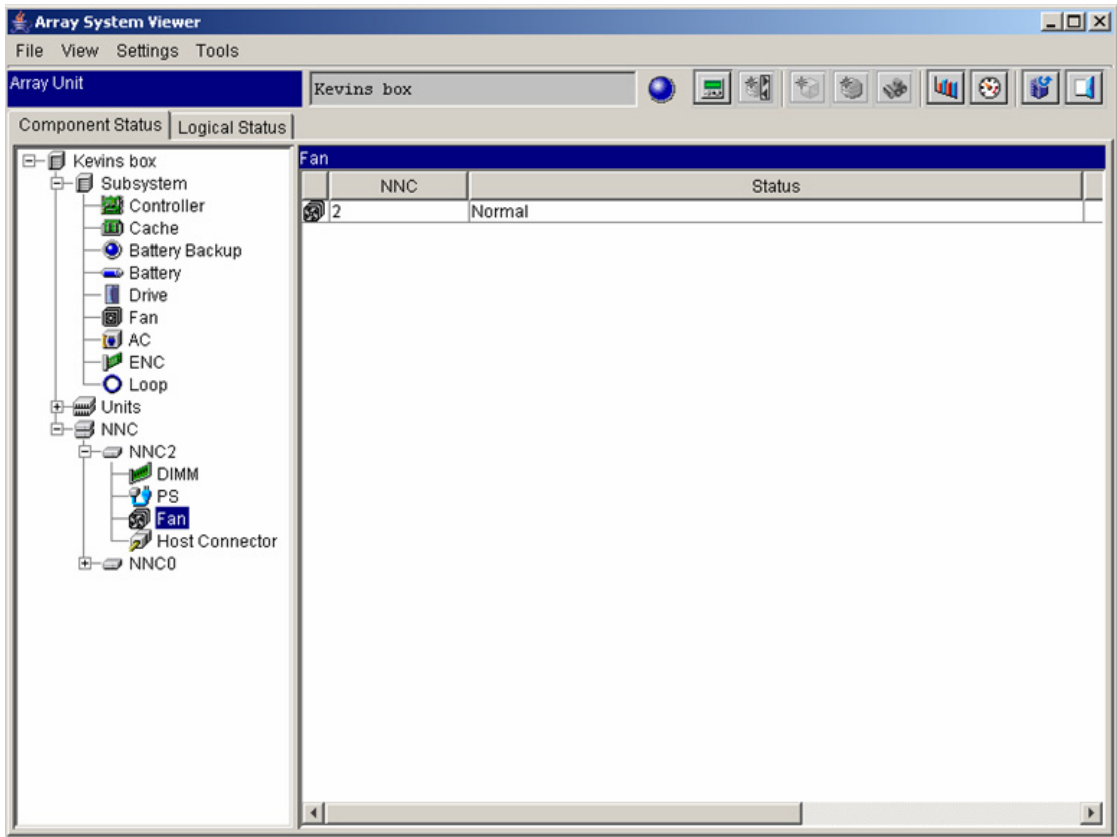 Array System Viewer
File View Settings Tools
Array Unit
Kevins box
Component Status Logical Status
Kevins box
Subsystem
Controller
Cache
Battery Backup
Battery
Drive
Fan
AC
ENC
Loop
Units
NNC
NNC2
DIMM
PS
Fan
Host Connector
NNC0
Fan
NNC Status
2 Normal